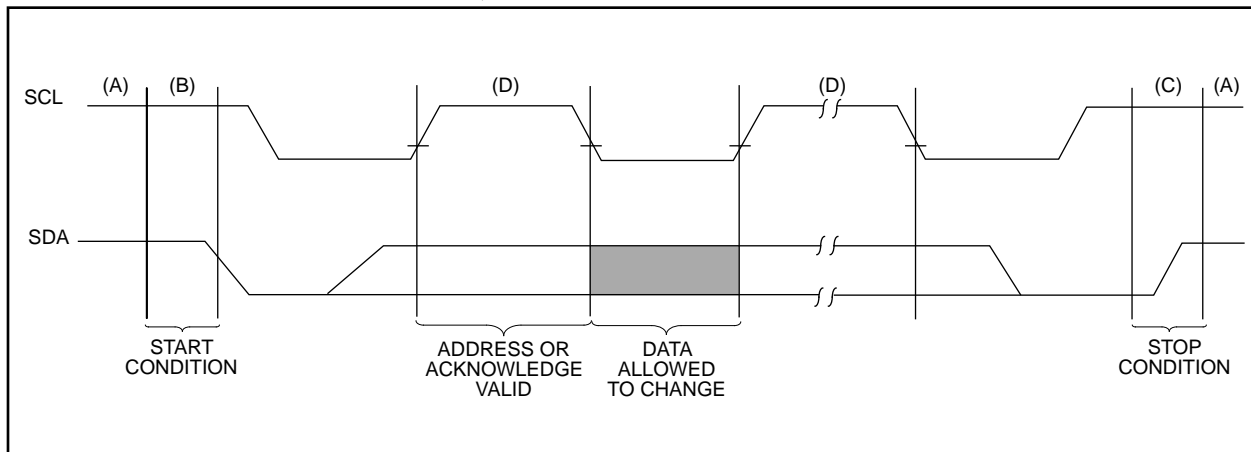 (A) (B) (D) (D) (C) (A)
SCL
SDA
START
CONDITION
ADDRESS OR
ACKNOWLEDGE
VALID
DATA
ALLOWED
TO CHANGE
STOP
CONDITION